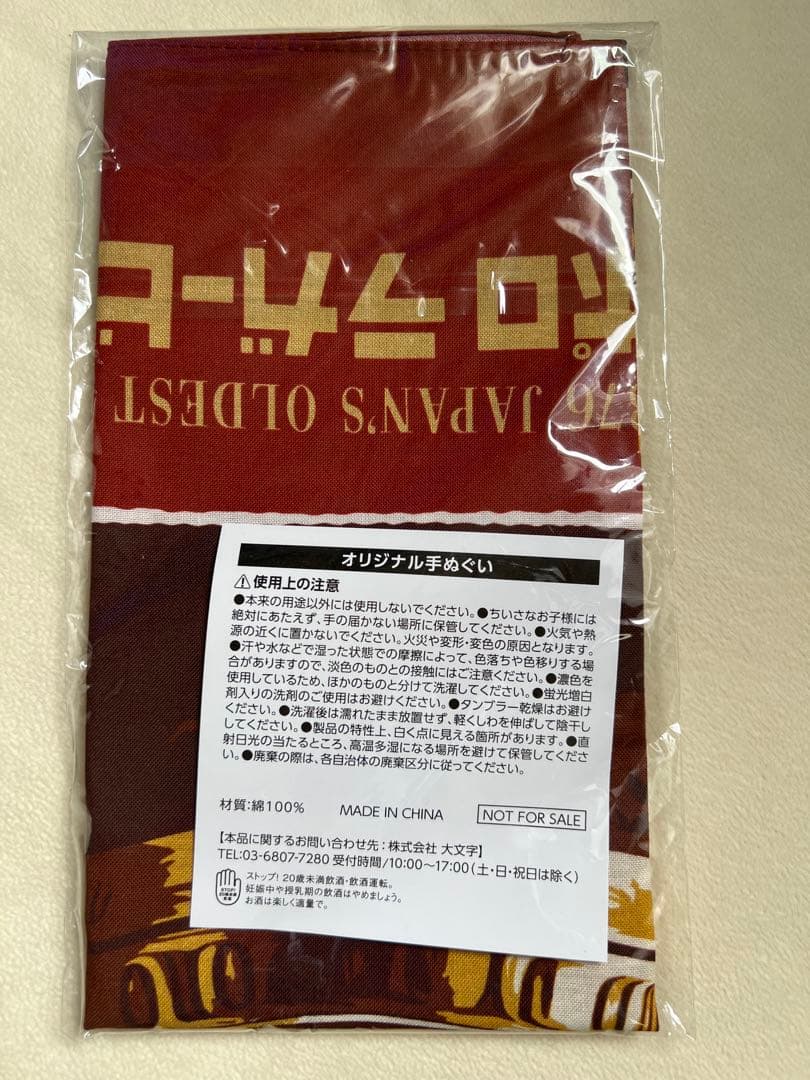 ポロラガービ
876 JAPAN'S OLDEST
オリジナル手ぬぐい
⚠使用上の注意
●本来の用途以外には使用しないでください。●ちいさなお子様には
絶対にあたえず、手の届かない場所に保管してください。●火気や熱
源の近くに置かないでください。火災や変形・変色の原因となります。
●汗や水などで湿った状態での摩擦によって、色落ちや色移りする場
合がありますので、淡色のものとの接触にはご注意ください。●濃色を
使用しているため、ほかのものと分けて洗濯してください。●蛍光増白
剤入りの洗剤のご使用はお避けください。●タンブラー乾燥はお避け
ください。●洗濯後は濡れたまま放置せず、軽くしわを伸ばして陰干し
してください。●製品の特性上、白く点に見える箇所があります。●直
射日光の当たるところ、高温多湿になる場所を避けて保管してくださ
い。●廃棄の際は、各自治体の廃棄区分に従ってください。
材質:綿100% MADE IN CHINA NOT FOR SALE
【本品に関するお問い合わせ先:株式会社 大文字】
TEL:03-6807-7280 受付時間/10:00〜17:00(土・日・祝日は除く)
ストップ!20歳未満飲酒・飲酒運転。
妊娠中や授乳期の飲酒はやめましょう。
お酒は楽しく適量で。